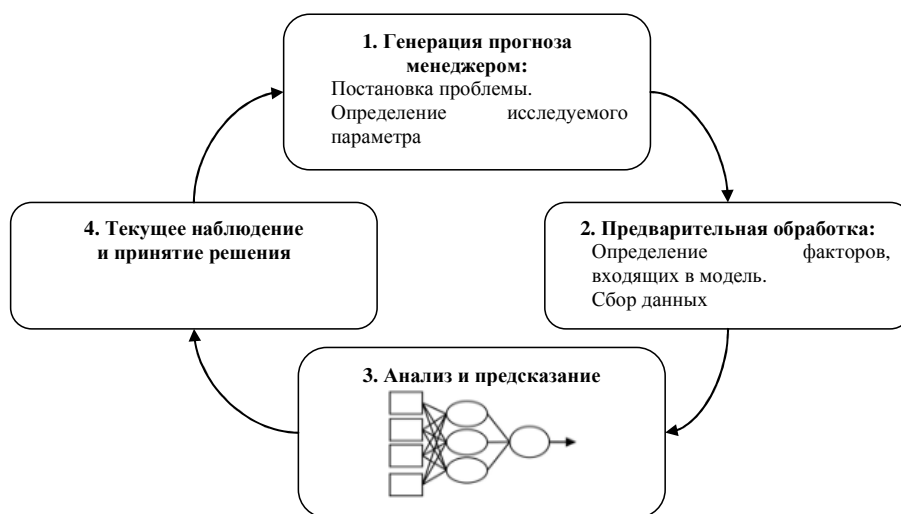 1. Генерация прогноза
менеджером:
Постановка проблемы.
Определение исследуемого
параметра
2. Предварительная обработка:
Определение факторов,
входящих в модель.
Сбор данных
3. Анализ и предсказание
4. Текущее наблюдение
и принятие решения